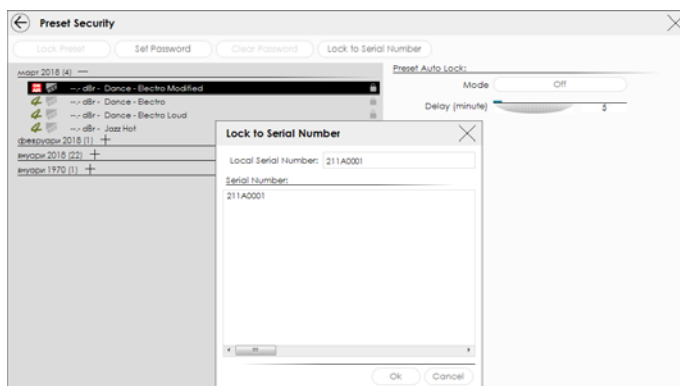 Preset Security
Lock Preset Set Password Clear Password Lock to Serial Number
март 2018 (4)
--.- dBr - Dance - Electro Modified
--.- dBr - Dance - Electro
--.- dBr - Dance - Electro Loud
--.- dBr - Jazz Hot
февруари 2018 (1)
януари 2018 (22)
януари 1970 (1)
Preset Auto Lock:
Mode Off
Delay (minute) 5
Lock to Serial Number
Local Serial Number: 211A0001
Serial Number:
211A0001
Ok Cancel